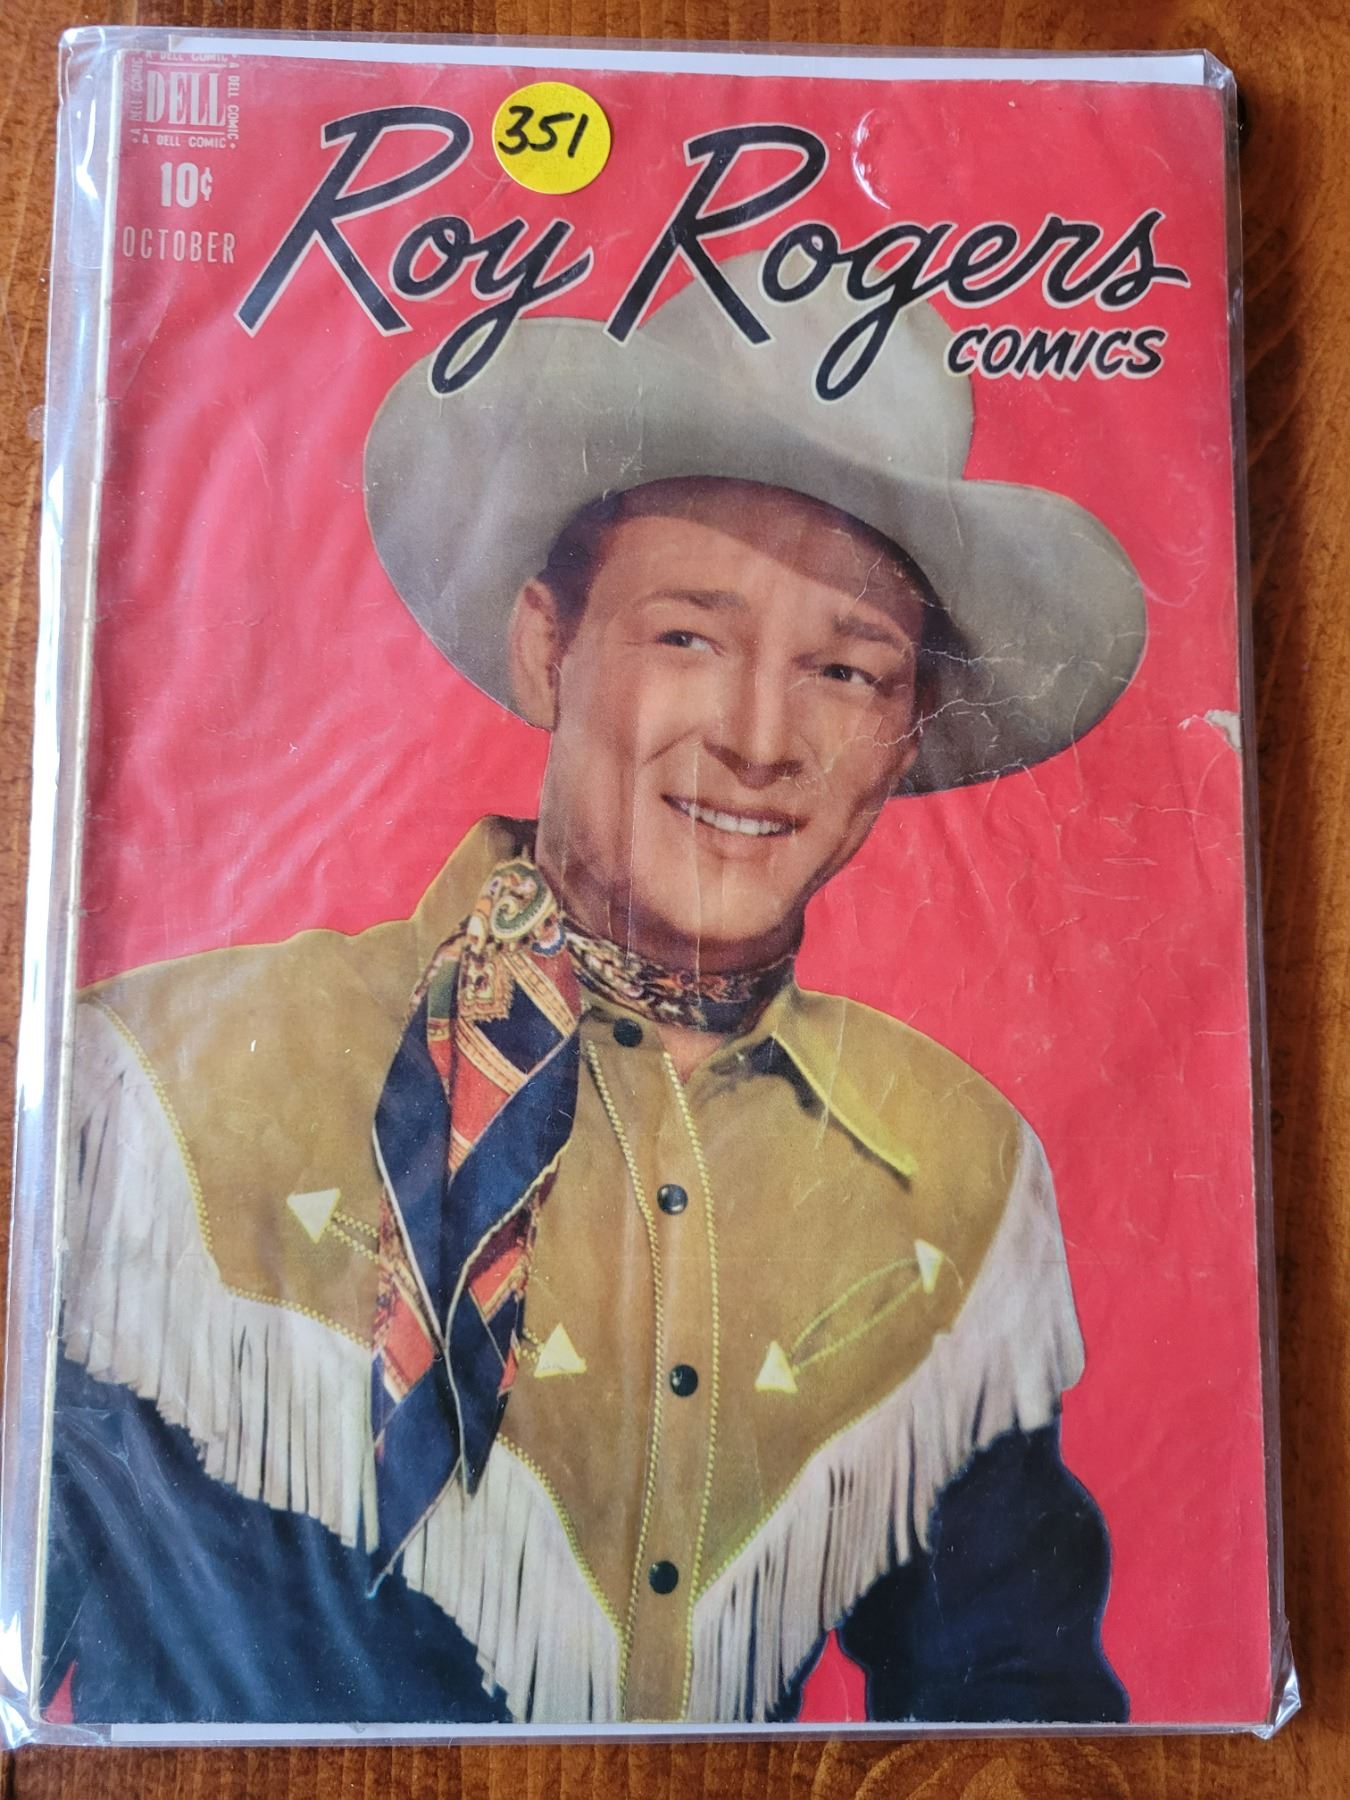 A DELL COMIC
A DELL COMIC
DELL
A DELL COMIC
• A DELL COMIC •
10¢
OCTOBER
351
Roy Rogers
COMICS